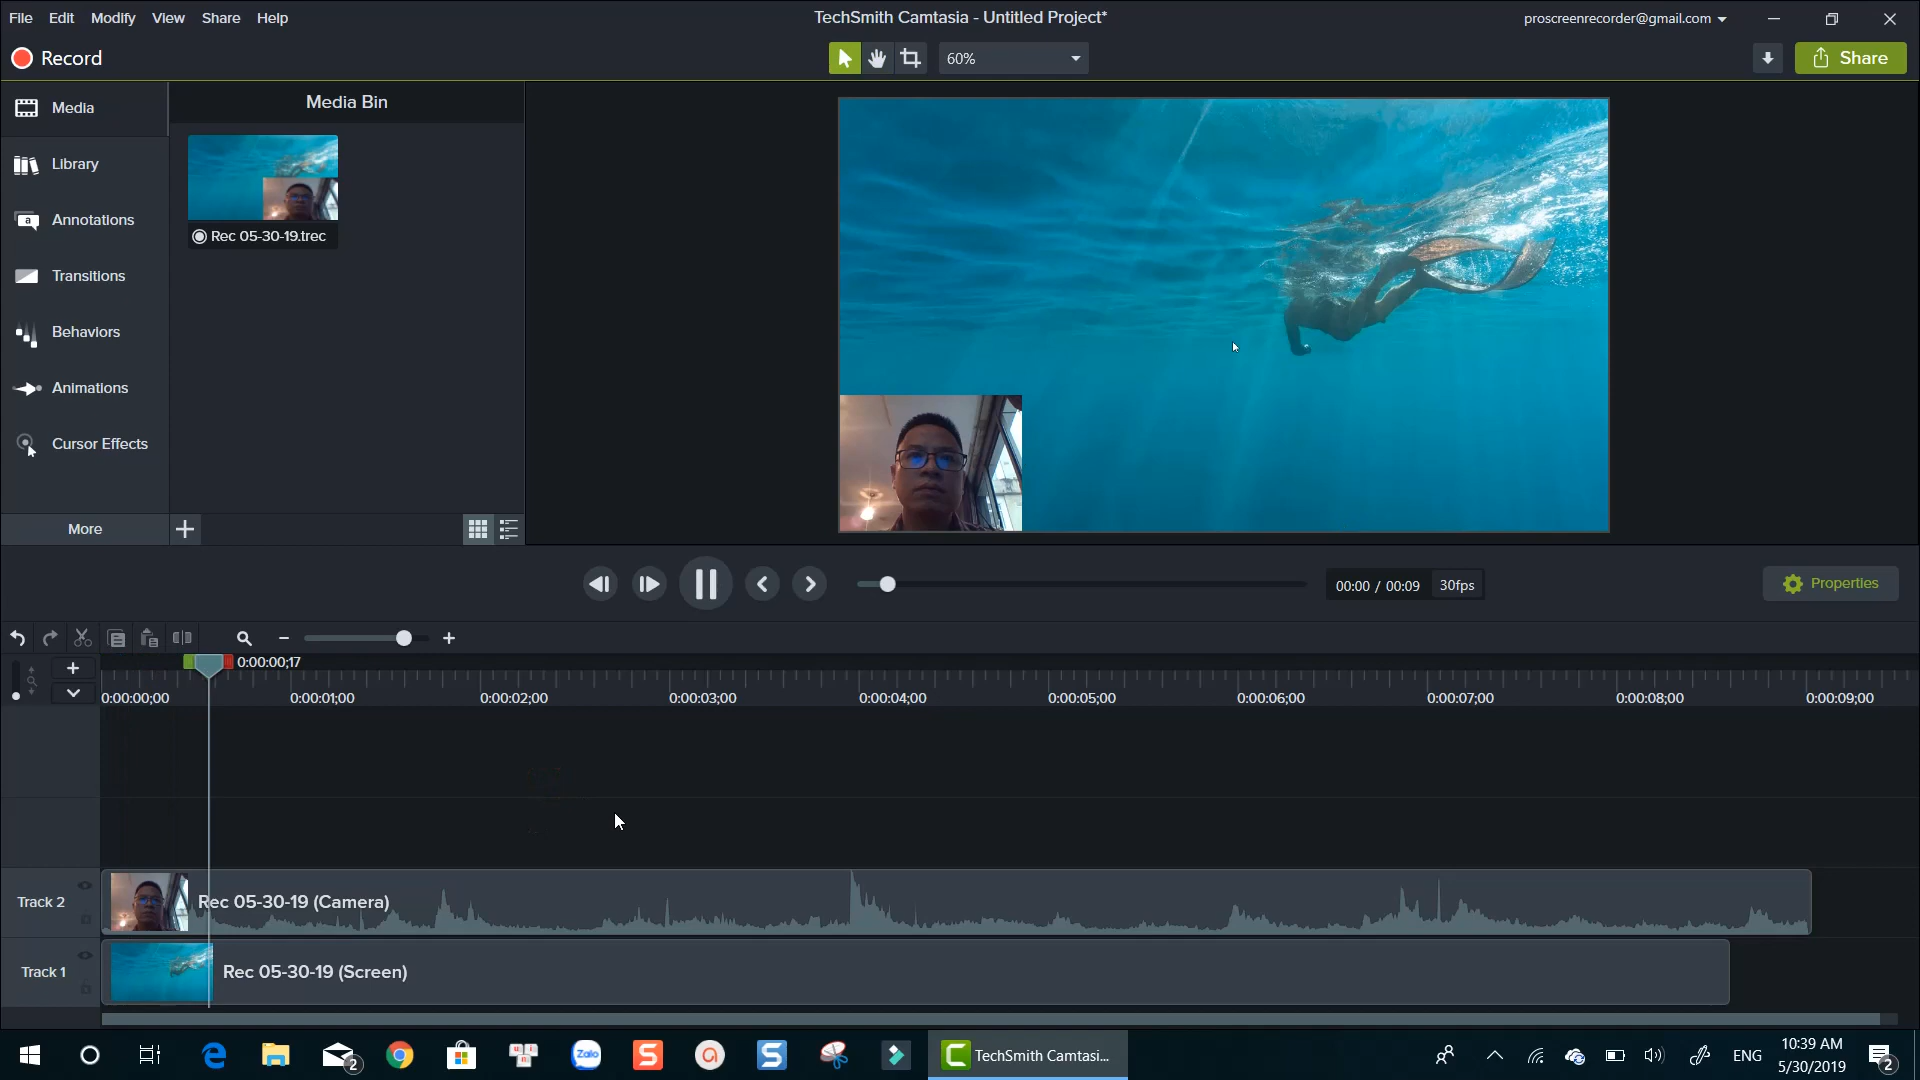 File Edit Modify View Share Help
TechSmith Camtasia - Untitled Project*
proscreenrecorder@gmail.com
Record
60%
Share
Media
Media Bin
Library
Annotations
Rec 05-30-19.trec
Transitions
Behaviors
Animations
Cursor Effects
More
00:00 / 00:09 30fps
Properties
0:00:00;17
0:00:00;00 0:00:01;00 0:00:02;00 0:00:03;00 0:00:04;00 0:00:05;00 0:00:06;00 0:00:07;00 0:00:08;00 0:00:09;00
Track 2
Rec 05-30-19 (Camera)
Track 1
Rec 05-30-19 (Screen)
2
Zalo
TechSmith Camtasi...
ENG
10:39 AM
5/30/2019
2